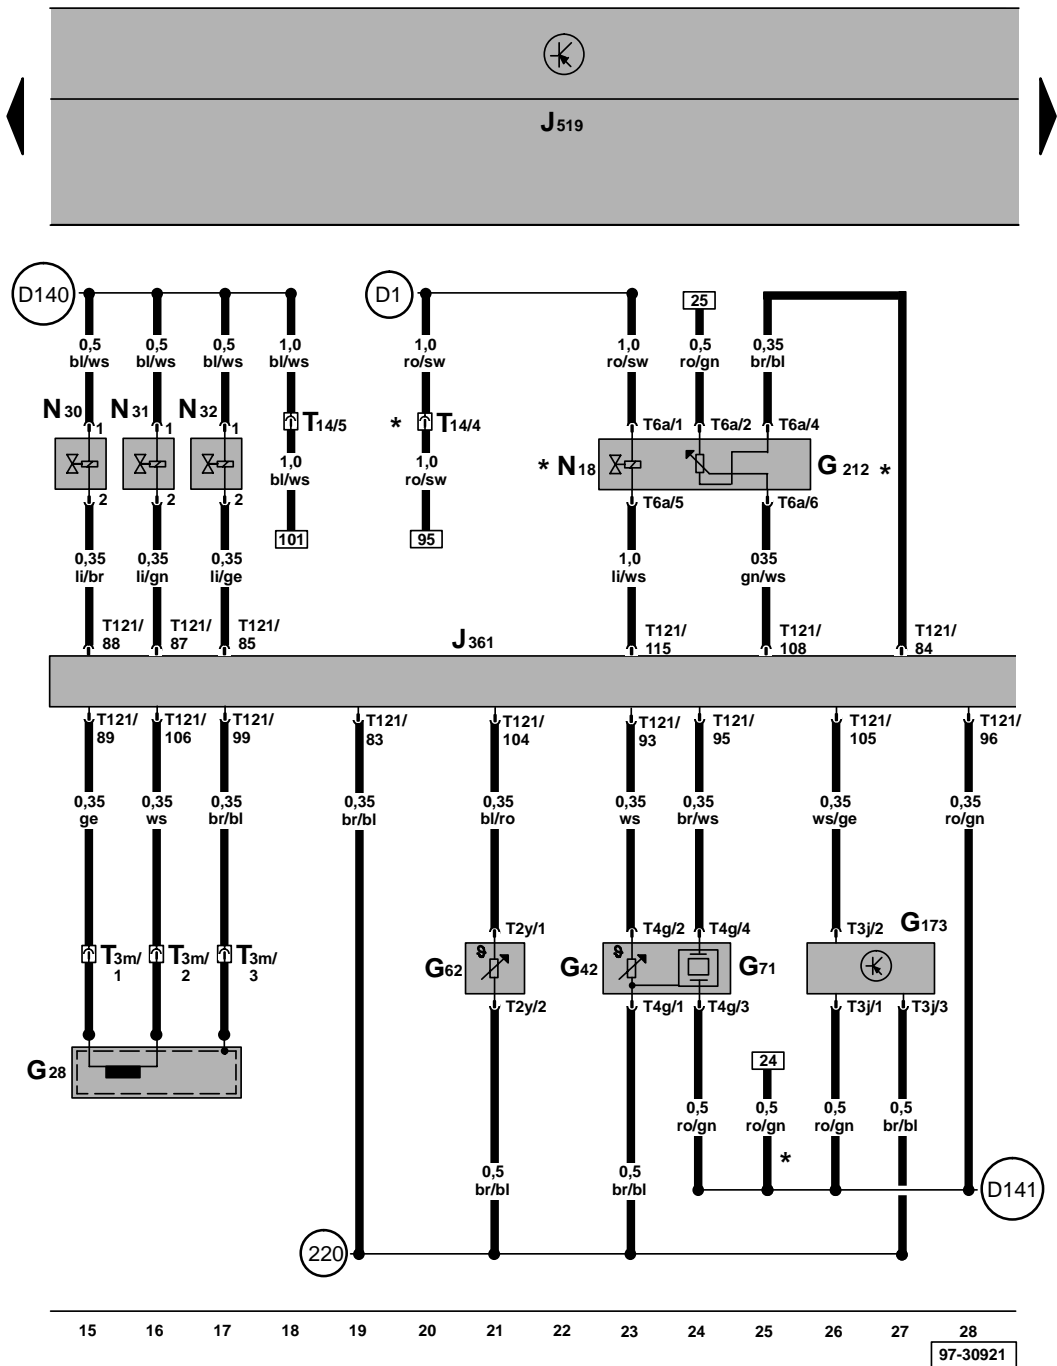 J519
D140
D1
25
0,5
bl/ws
0,5
bl/ws
0,5
bl/ws
1,0
bl/ws
1,0
ro/sw
1,0
ro/sw
0,5
ro/gn
0,35
br/bl
N30
1
N31
1
N32
1
T14/5
* T14/4
T6a/1
T6a/2
T6a/4
1,0
bl/ws
1,0
ro/sw
* N18
G212 *
2
2
2
T6a/5
T6a/6
101
95
0,35
li/br
0,35
li/gn
0,35
li/ge
1,0
li/ws
035
gn/ws
T121/
88
T121/
87
T121/
85
J361
T121/
115
T121/
108
T121/
84
T121/
89
T121/
106
T121/
99
T121/
83
T121/
104
T121/
93
T121/
95
T121/
105
T121/
96
0,35
ge
0,35
ws
0,35
br/bl
0,35
br/bl
0,35
bl/ro
0,35
ws
0,35
br/ws
0,35
ws/ge
0,35
ro/gn
T2y/1
T4g/2
T4g/4
T3j/2
G173
T3m/
1
T3m/
2
T3m/
3
G62
ϑ
G42
ϑ
G71
T2y/2
T4g/1
T4g/3
T3j/1
T3j/3
G28
24
0,5
ro/gn
0,5
ro/gn
*
0,5
ro/gn
0,5
br/bl
0,5
br/bl
0,5
br/bl
D141
220
15 16 17 18 19 20 21 22 23 24 25 26 27 28
97-30921